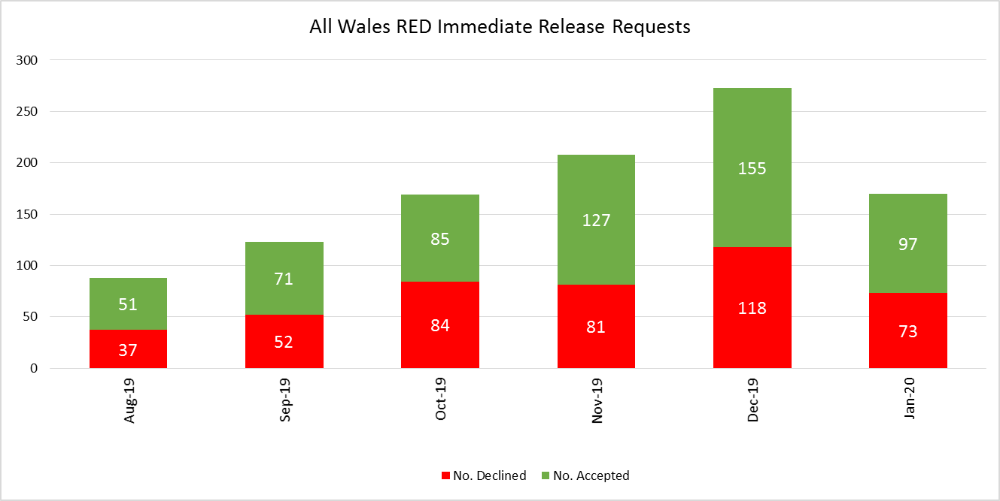 All Wales RED Immediate Release Requests
300
250
200
150
100
50
0
51
37
71
52
85
84
127
81
155
118
97
73
Aug-19
Sep-19
Oct-19
Nov-19
Dec-19
Jan-20
No. Declined
No. Accepted